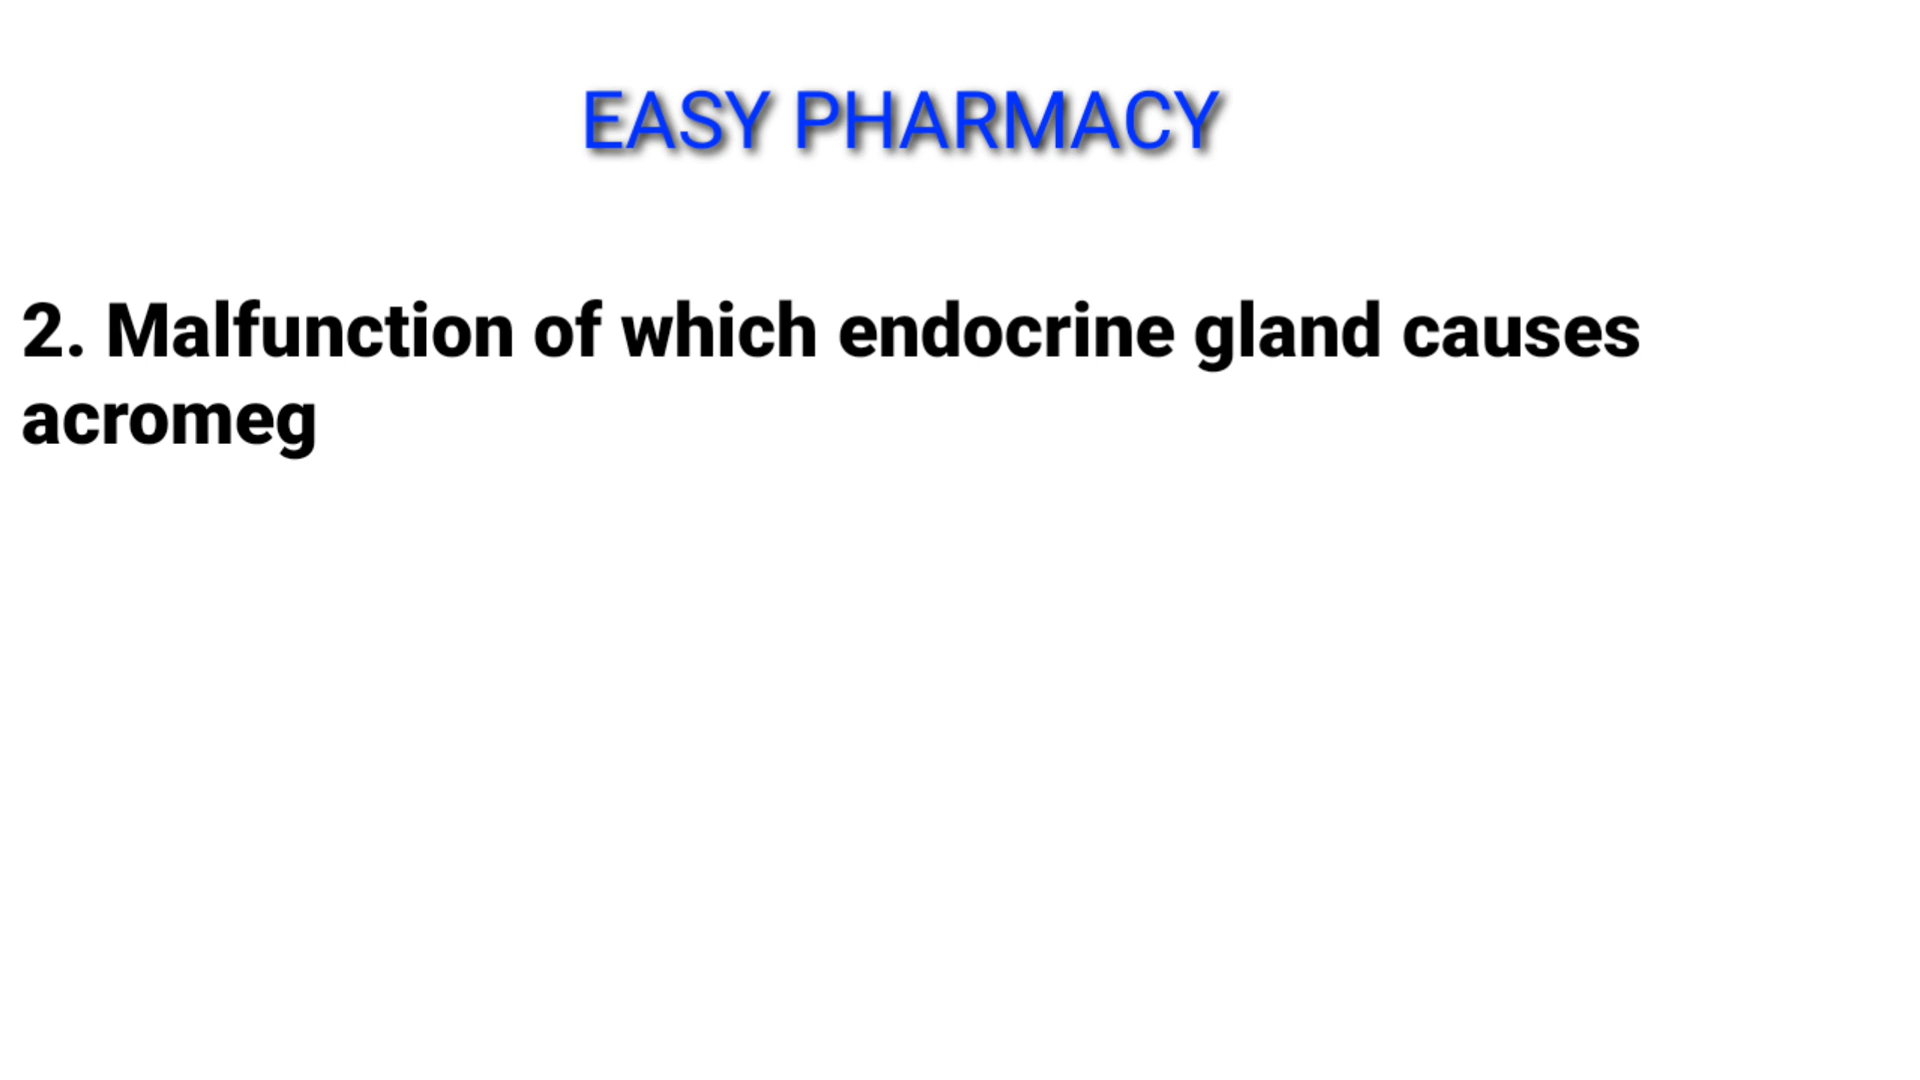 EASY PHARMACY
2. Malfunction of which endocrine gland causes
acromeg